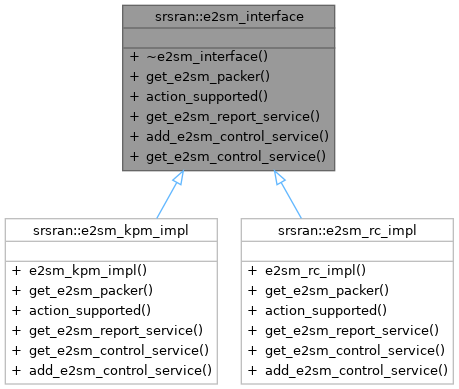 srsran::e2sm_interface
+ ~e2sm_interface()
+ get_e2sm_packer()
+ action_supported()
+ get_e2sm_report_service()
+ add_e2sm_control_service()
+ get_e2sm_control_service()
srsran::e2sm_kpm_impl
+ e2sm_kpm_impl()
+ get_e2sm_packer()
+ action_supported()
+ get_e2sm_report_service()
+ get_e2sm_control_service()
+ add_e2sm_control_service()
srsran::e2sm_rc_impl
+ e2sm_rc_impl()
+ get_e2sm_packer()
+ action_supported()
+ get_e2sm_report_service()
+ get_e2sm_control_service()
+ add_e2sm_control_service()